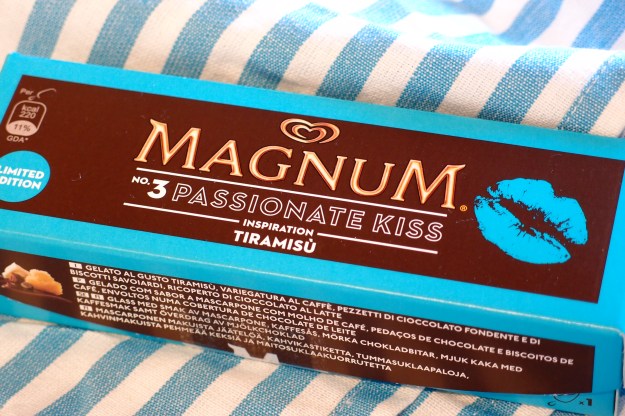 Per
kcal
220
11%
GDA*
LIMITED
EDITION
MAGNUM®
NO. 3 PASSIONATE KISS
INSPIRATION
TIRAMISÙ
GELATO AL GUSTO TIRAMISÙ, VARIEGATURA AL CAFFÈ, PEZZETTI DI CIOCCOLATO FONDENTE E DI
BISCOTTI SAVOIARDI, RICOPERTO DI CIOCCOLATO AL LATTE
GELADO COM SABOR A MASCARPONE COM MOLHO DE CAFÉ, PEDAÇOS DE CHOCOLATE E BISCOITOS DE
CAFÉ, ENVOLTOS NUMA COBERTURA DE CHOCOLATE DE LEITE
GLASS MED SMAK AV MASCARPONE, KAFFESÅS, MÖRKA CHOKLADBITAR, MJUK KAKA MED
KAFFESMAK SAMT ÖVERDRAG AV MJÖLKCHOKLAD
MASCARPONEN MAKUISTA JÄÄTELÖÄ, KAHVIKASTIKETTA, TUMMASUKLAAPALOJA,
KAHVINMAKUISTA PEHMEÄÄ KEKSIÄ JA MAITOSUKLAAKUORRUTETTA